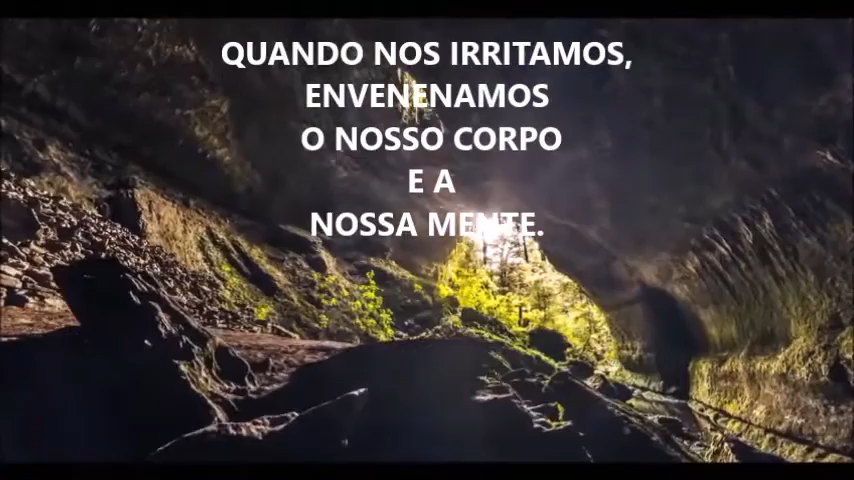 QUANDO NOS IRRITAMOS,
ENVENENAMOS
O NOSSO CORPO
E A
NOSSA MENTE.